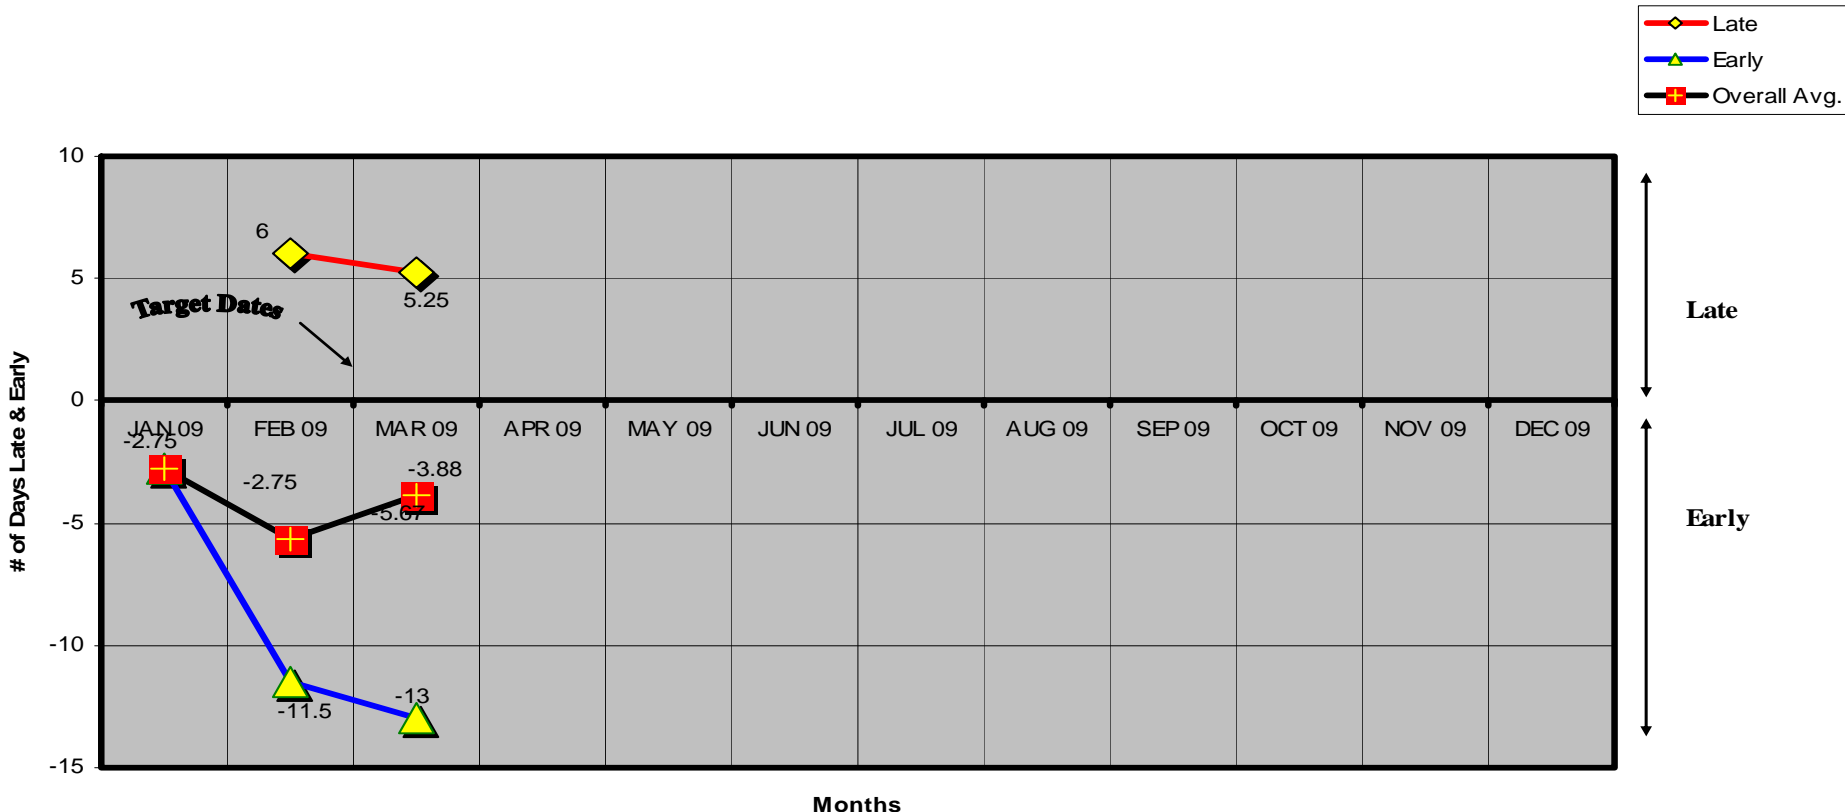 Late
Early
Overall Avg.
10
6
5
5.25
Target Dates
Late
# of Days Late & Early
0
JAN 09 FEB 09 MAR 09 APR 09 MAY 09 JUN 09 JUL 09 AUG 09 SEP 09 OCT 09 NOV 09 DEC 09
-2.75
-3.88
-2.75
-5.67
-5
Early
-10
-13
-11.5
-15
Months